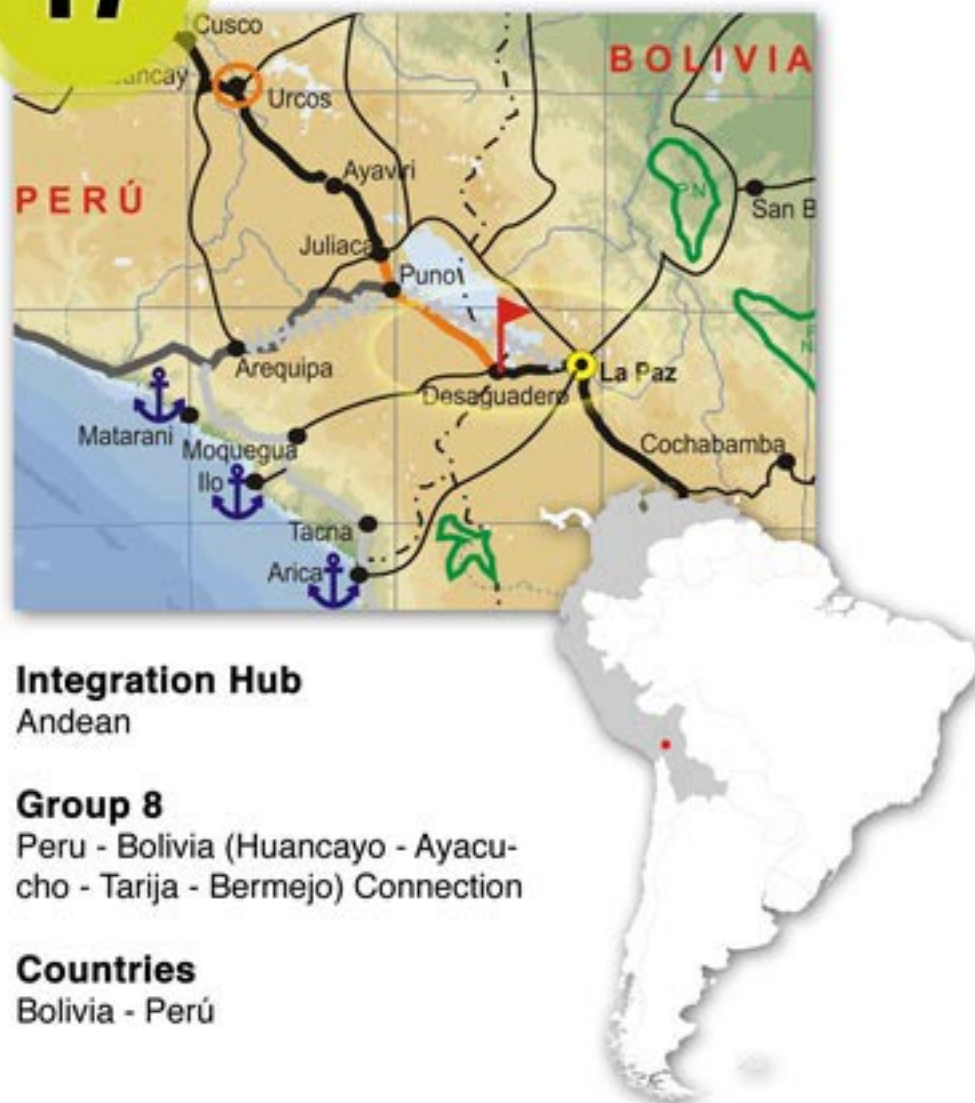 17
Cusco
BOLIVIA
Urcos
Ayaviri
PERÚ
PN
San B
Juliaca
Puno
Arequipa
La Paz
Desaguadero
Matarani
Moquegua
Cochabamba
Ilo
Tacna
Arica
Integration Hub
Andean
Group 8
Peru - Bolivia (Huancayo - Ayacu-
cho - Tarija - Bermejo) Connection
Countries
Bolivia - Perú